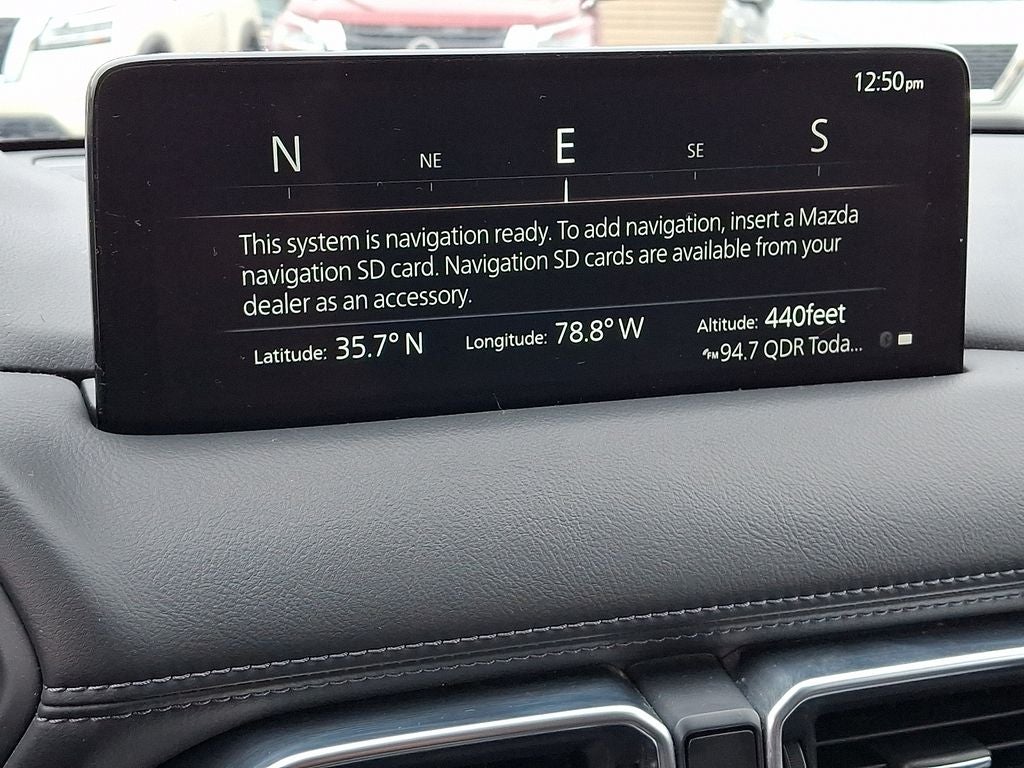 12:50pm
N NE E SE S
This system is navigation ready. To add navigation, insert a Mazda
navigation SD card. Navigation SD cards are available from your
dealer as an accessory.
Latitude: 35.7° N Longitude: 78.8° W Altitude: 440feet
FM 94.7 QDR Toda...